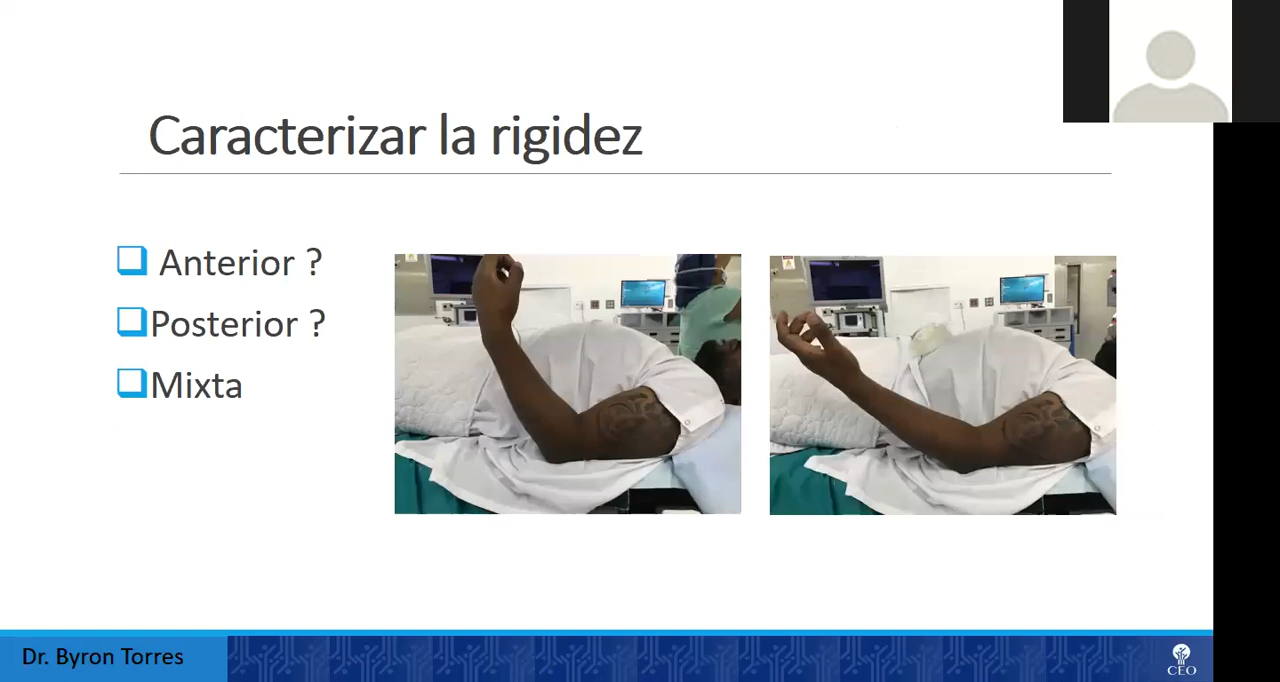 Caracterizar la rigidez
Anterior ?
Posterior ?
Mixta
Dr. Byron Torres
CEO